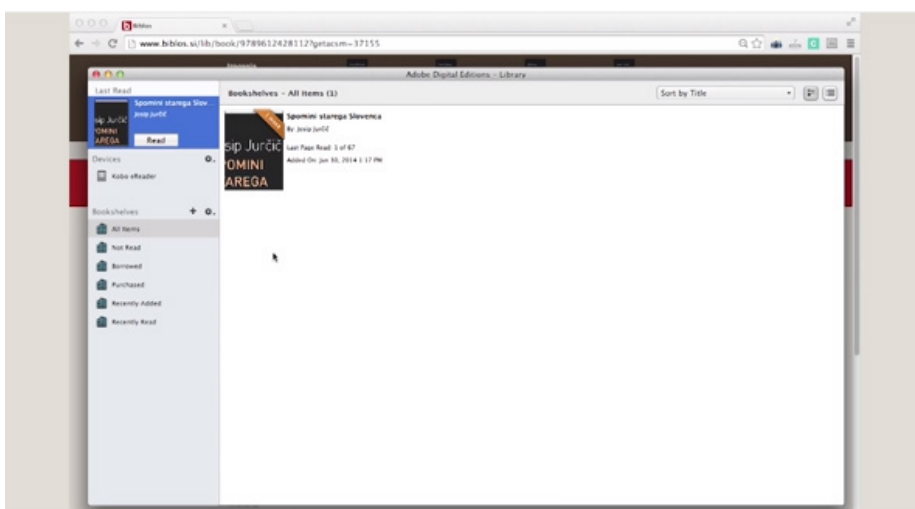 Biblos
www.biblos.si/lib/book/9789612428112?getacsm=37155
Adobe Digital Editions - Library
Last Read
Spomini starega Slov...
Josip Jurčič
Read
Devices
Kobo eReader
Bookshelves
All Items
Not Read
Borrowed
Purchased
Recently Added
Recently Read
Bookshelves - All Items (1)
Sort by Title
sip Jurčič
OMINI
AREGA
Spomini starega Slovenca
By: Josip Jurčič
Last Page Read: 1 of 67
Added On: Jan 30, 2014 1:17 PM